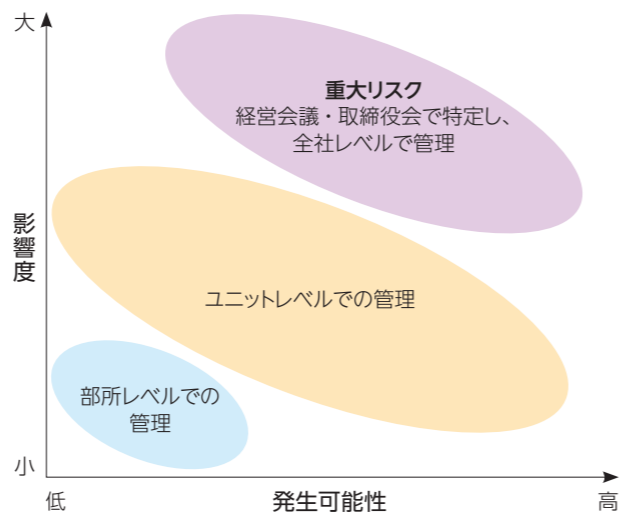 大
重大リスク
経営会議・取締役会で特定し、
全社レベルで管理
影響度
ユニットレベルでの管理
部所レベルでの
管理
小
低
発生可能性
高